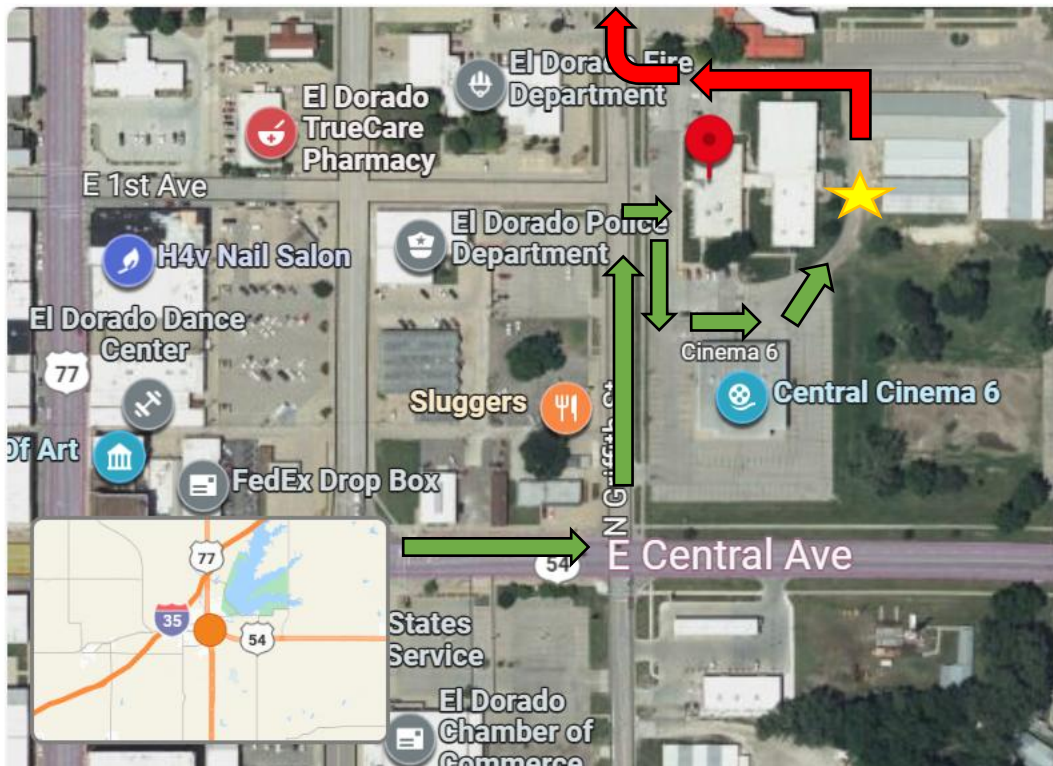 El Dorado Fire
Department
El Dorado
TrueCare
Pharmacy
E 1st Ave
El Dorado Police
Department
H4v Nail Salon
El Dorado Dance
Center
77
Cinema 6
Central Cinema 6
Sluggers
Of Art
FedEx Drop Box
N Griffith St
E Central Ave
54
77
35
54
States
Service
El Dorado
Chamber of
Commerce